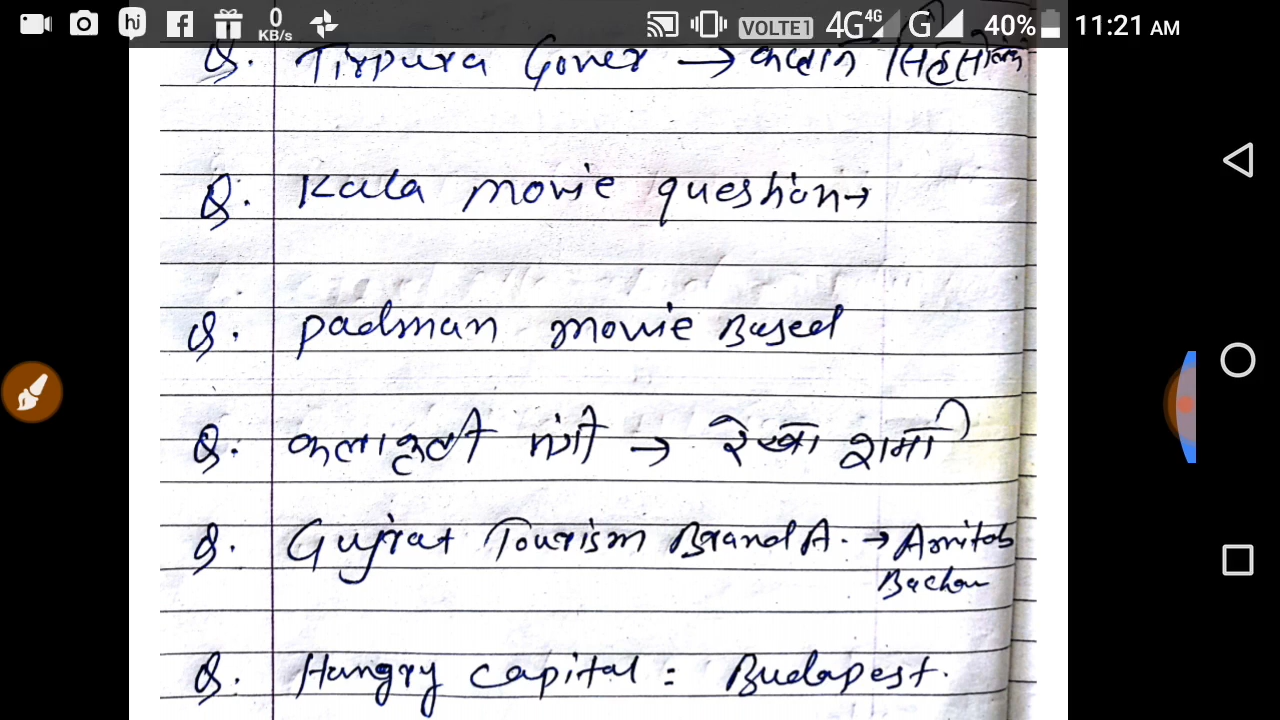 hi 0 KB/s VOLTE1 4G 4G G 40% 11:21 AM
Q. Tirpura Gover →
Q. Kala movie question→
Q. Padman movie Based
Q. →  रेखा शर्मा
Q. Gujrat Tourism Brand A. → Amitab
Bachan
Q. Hungry capital : Budapest.